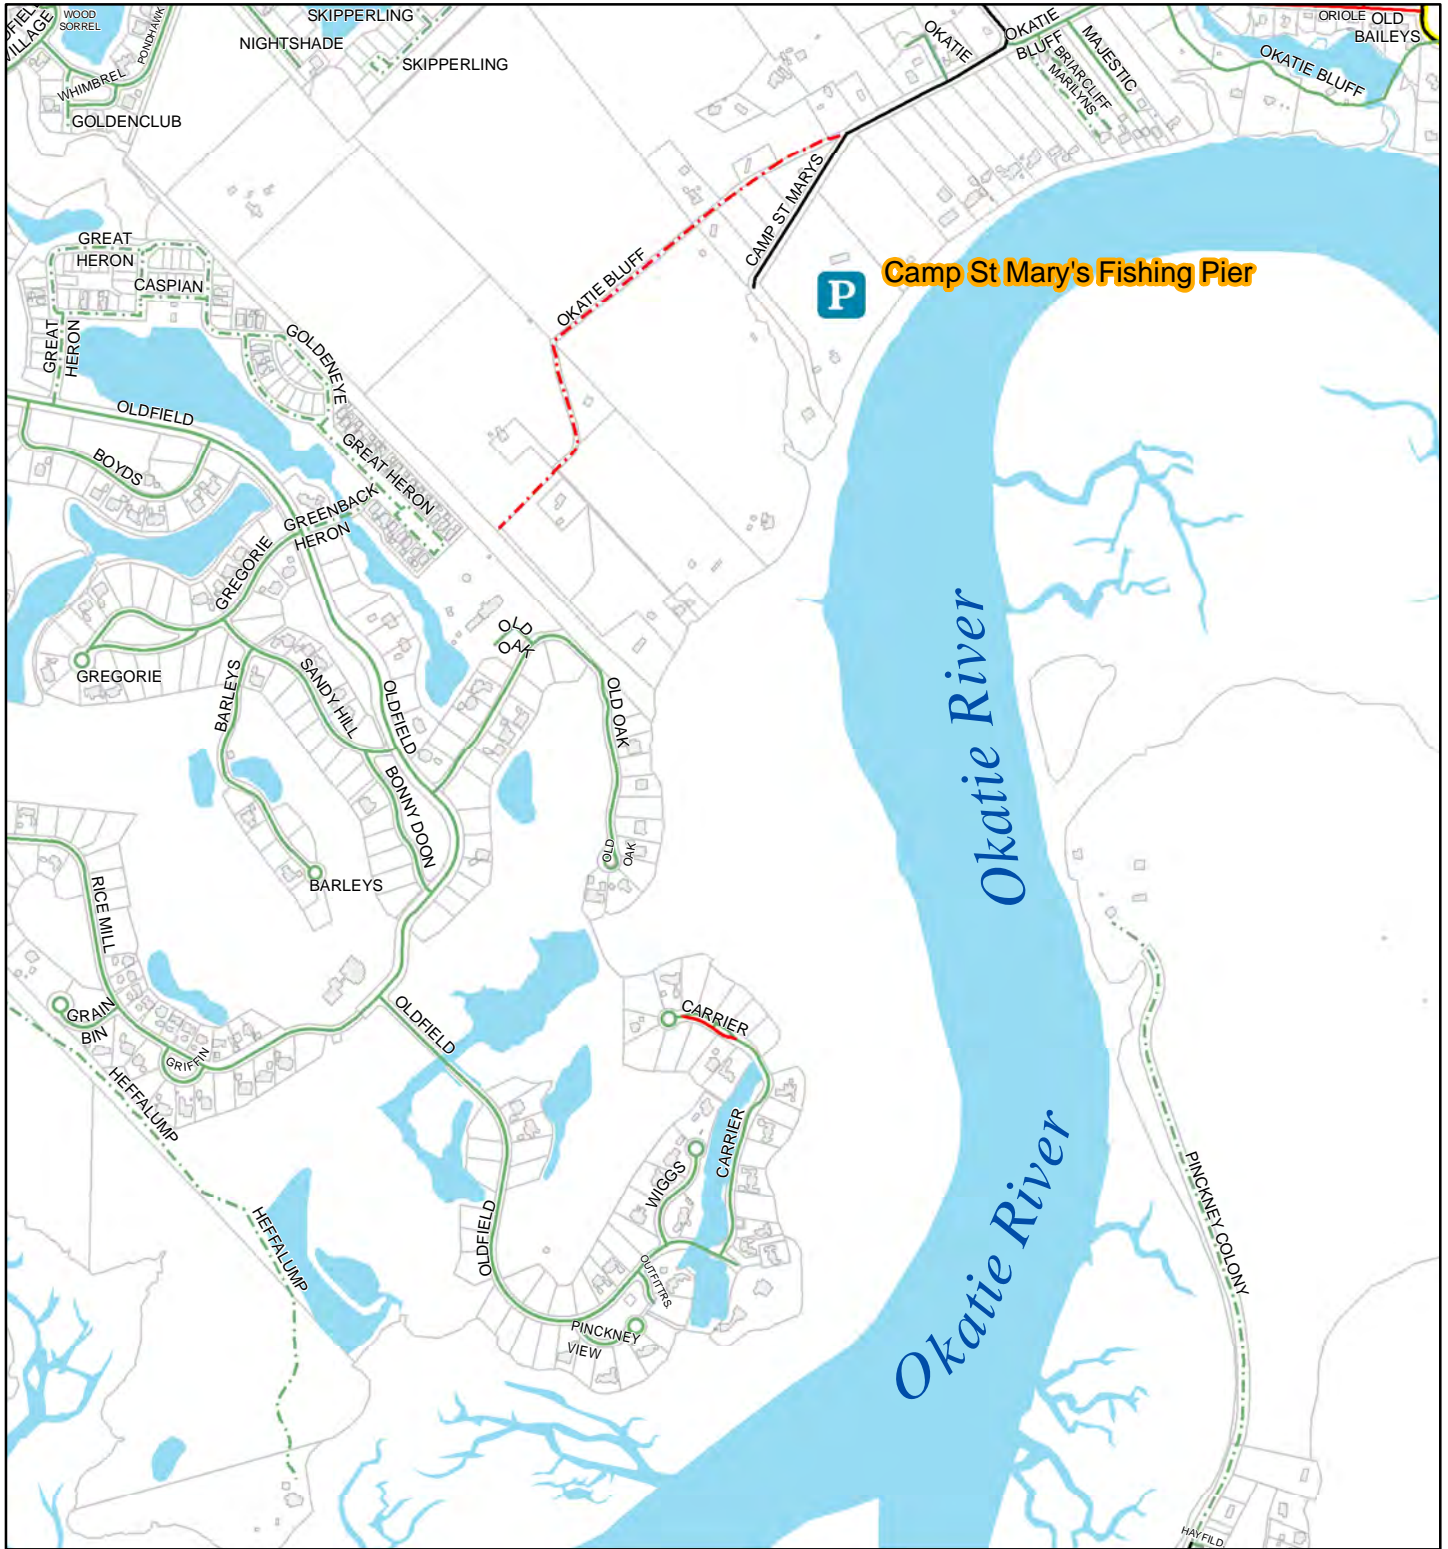 WOOD
SORREL
OLDFIELD
VILLAGE
PONDHAWK
WHIMBREL
GOLDENCLUB
SKIPPERLING
NIGHTSHADE
SKIPPERLING
OKATIE
OKATIE
BLUFF
MAJESTIC
BRIARCLIFF
MARILYNS
ORIOLE
OLD
BAILEYS
OKATIE BLUFF
CAMP ST MARYS
OKATIE BLUFF
P
Camp St Mary's Fishing Pier
GREAT
HERON
CASPIAN
GREAT
HERON
GOLDENEYE
OLDFIELD
BOYDS
GREAT HERON
GREENBACK
HERON
GREGORIE
GREGORIE
OLD
OAK
SANDY HILL
BARLEYS
OLDFIELD
OLD OAK
BONNY DOON
OLD
OAK
BARLEYS
RICE MILL
Okatie River
GRAIN
BIN
GRIFFIN
OLDFIELD
CARRIER
HEFFALUMP
CARRIER
WIGGS
HEFFALUMP
OLDFIELD
OUTFITTRS
PINCKNEY
VIEW
Okatie River
PINCKNEY COLONY
HAYFILD